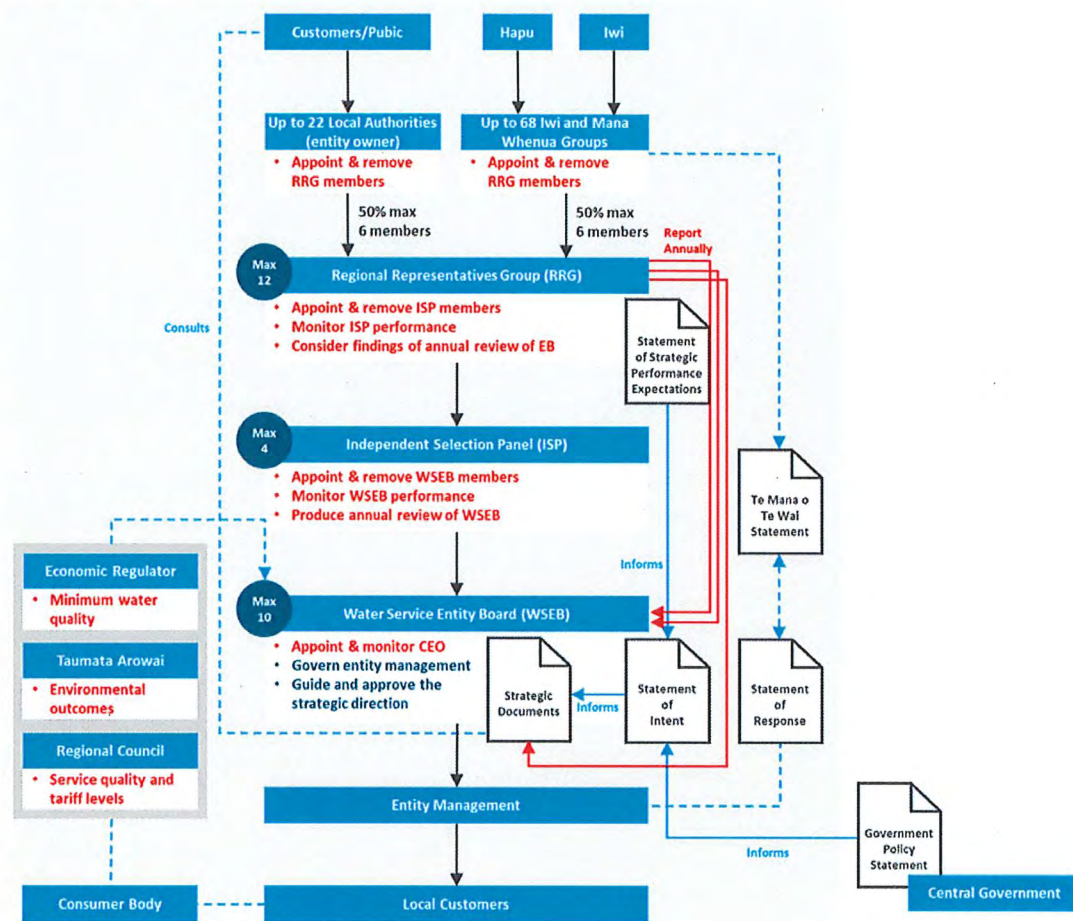 Customers/Pubic
Hapu
Iwi
Up to 22 Local Authorities
(entity owner)
• Appoint & remove
RRG members
Up to 68 Iwi and Mana
Whenua Groups
• Appoint & remove
RRG members
50% max
6 members
50% max
6 members
Report
Annually
Max
12
Regional Representatives Group (RRG)
• Appoint & remove ISP members
• Monitor ISP performance
• Consider findings of annual review of EB
Consults
Statement
of Strategic
Performance
Expectations
Max
4
Independent Selection Panel (ISP)
• Appoint & remove WSEB members
• Monitor WSEB performance
• Produce annual review of WSEB
Te Mana o
Te Wai
Statement
Informs
Economic Regulator
• Minimum water
quality
Taumata Arowai
• Environmental
outcomes
Regional Council
• Service quality and
tariff levels
Max
10
Water Service Entity Board (WSEB)
• Appoint & monitor CEO
• Govern entity management
• Guide and approve the
strategic direction
Strategic
Documents
Informs
Statement
of
Intent
Statement
of
Response
Entity Management
Informs
Government
Policy
Statement
Central Government
Consumer Body
Local Customers